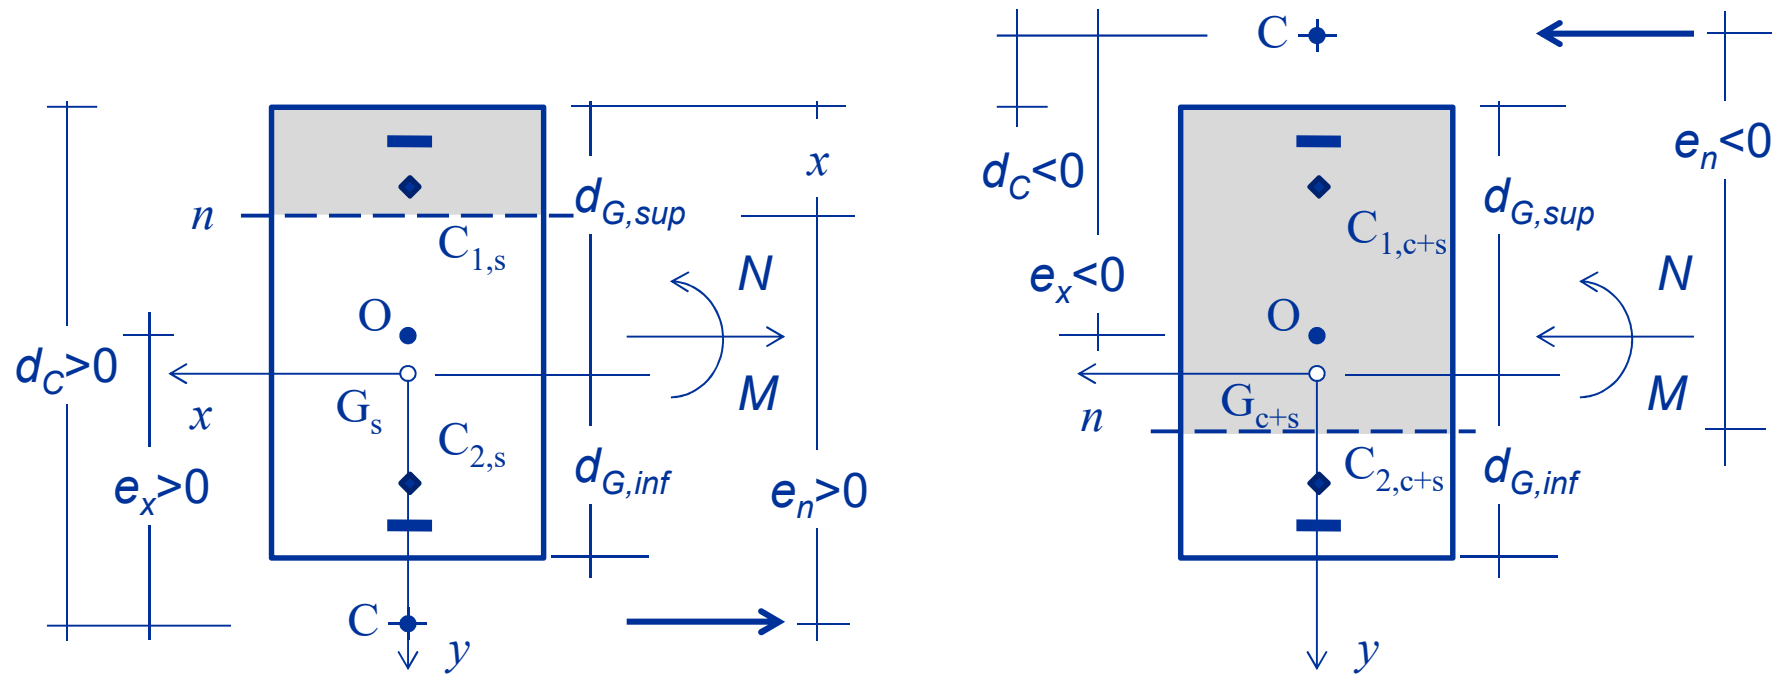 C
x
d_C<0
e_n<0
n
d_G,sup
C_1,s
d_G,sup
C_1,c+s
e_x<0
N
N
O
O
d_C>0
G_s
M
G_c+s
M
x
n
C_2,s
d_G,inf
C_2,c+s
d_G,inf
e_x>0
e_n>0
C
y
y